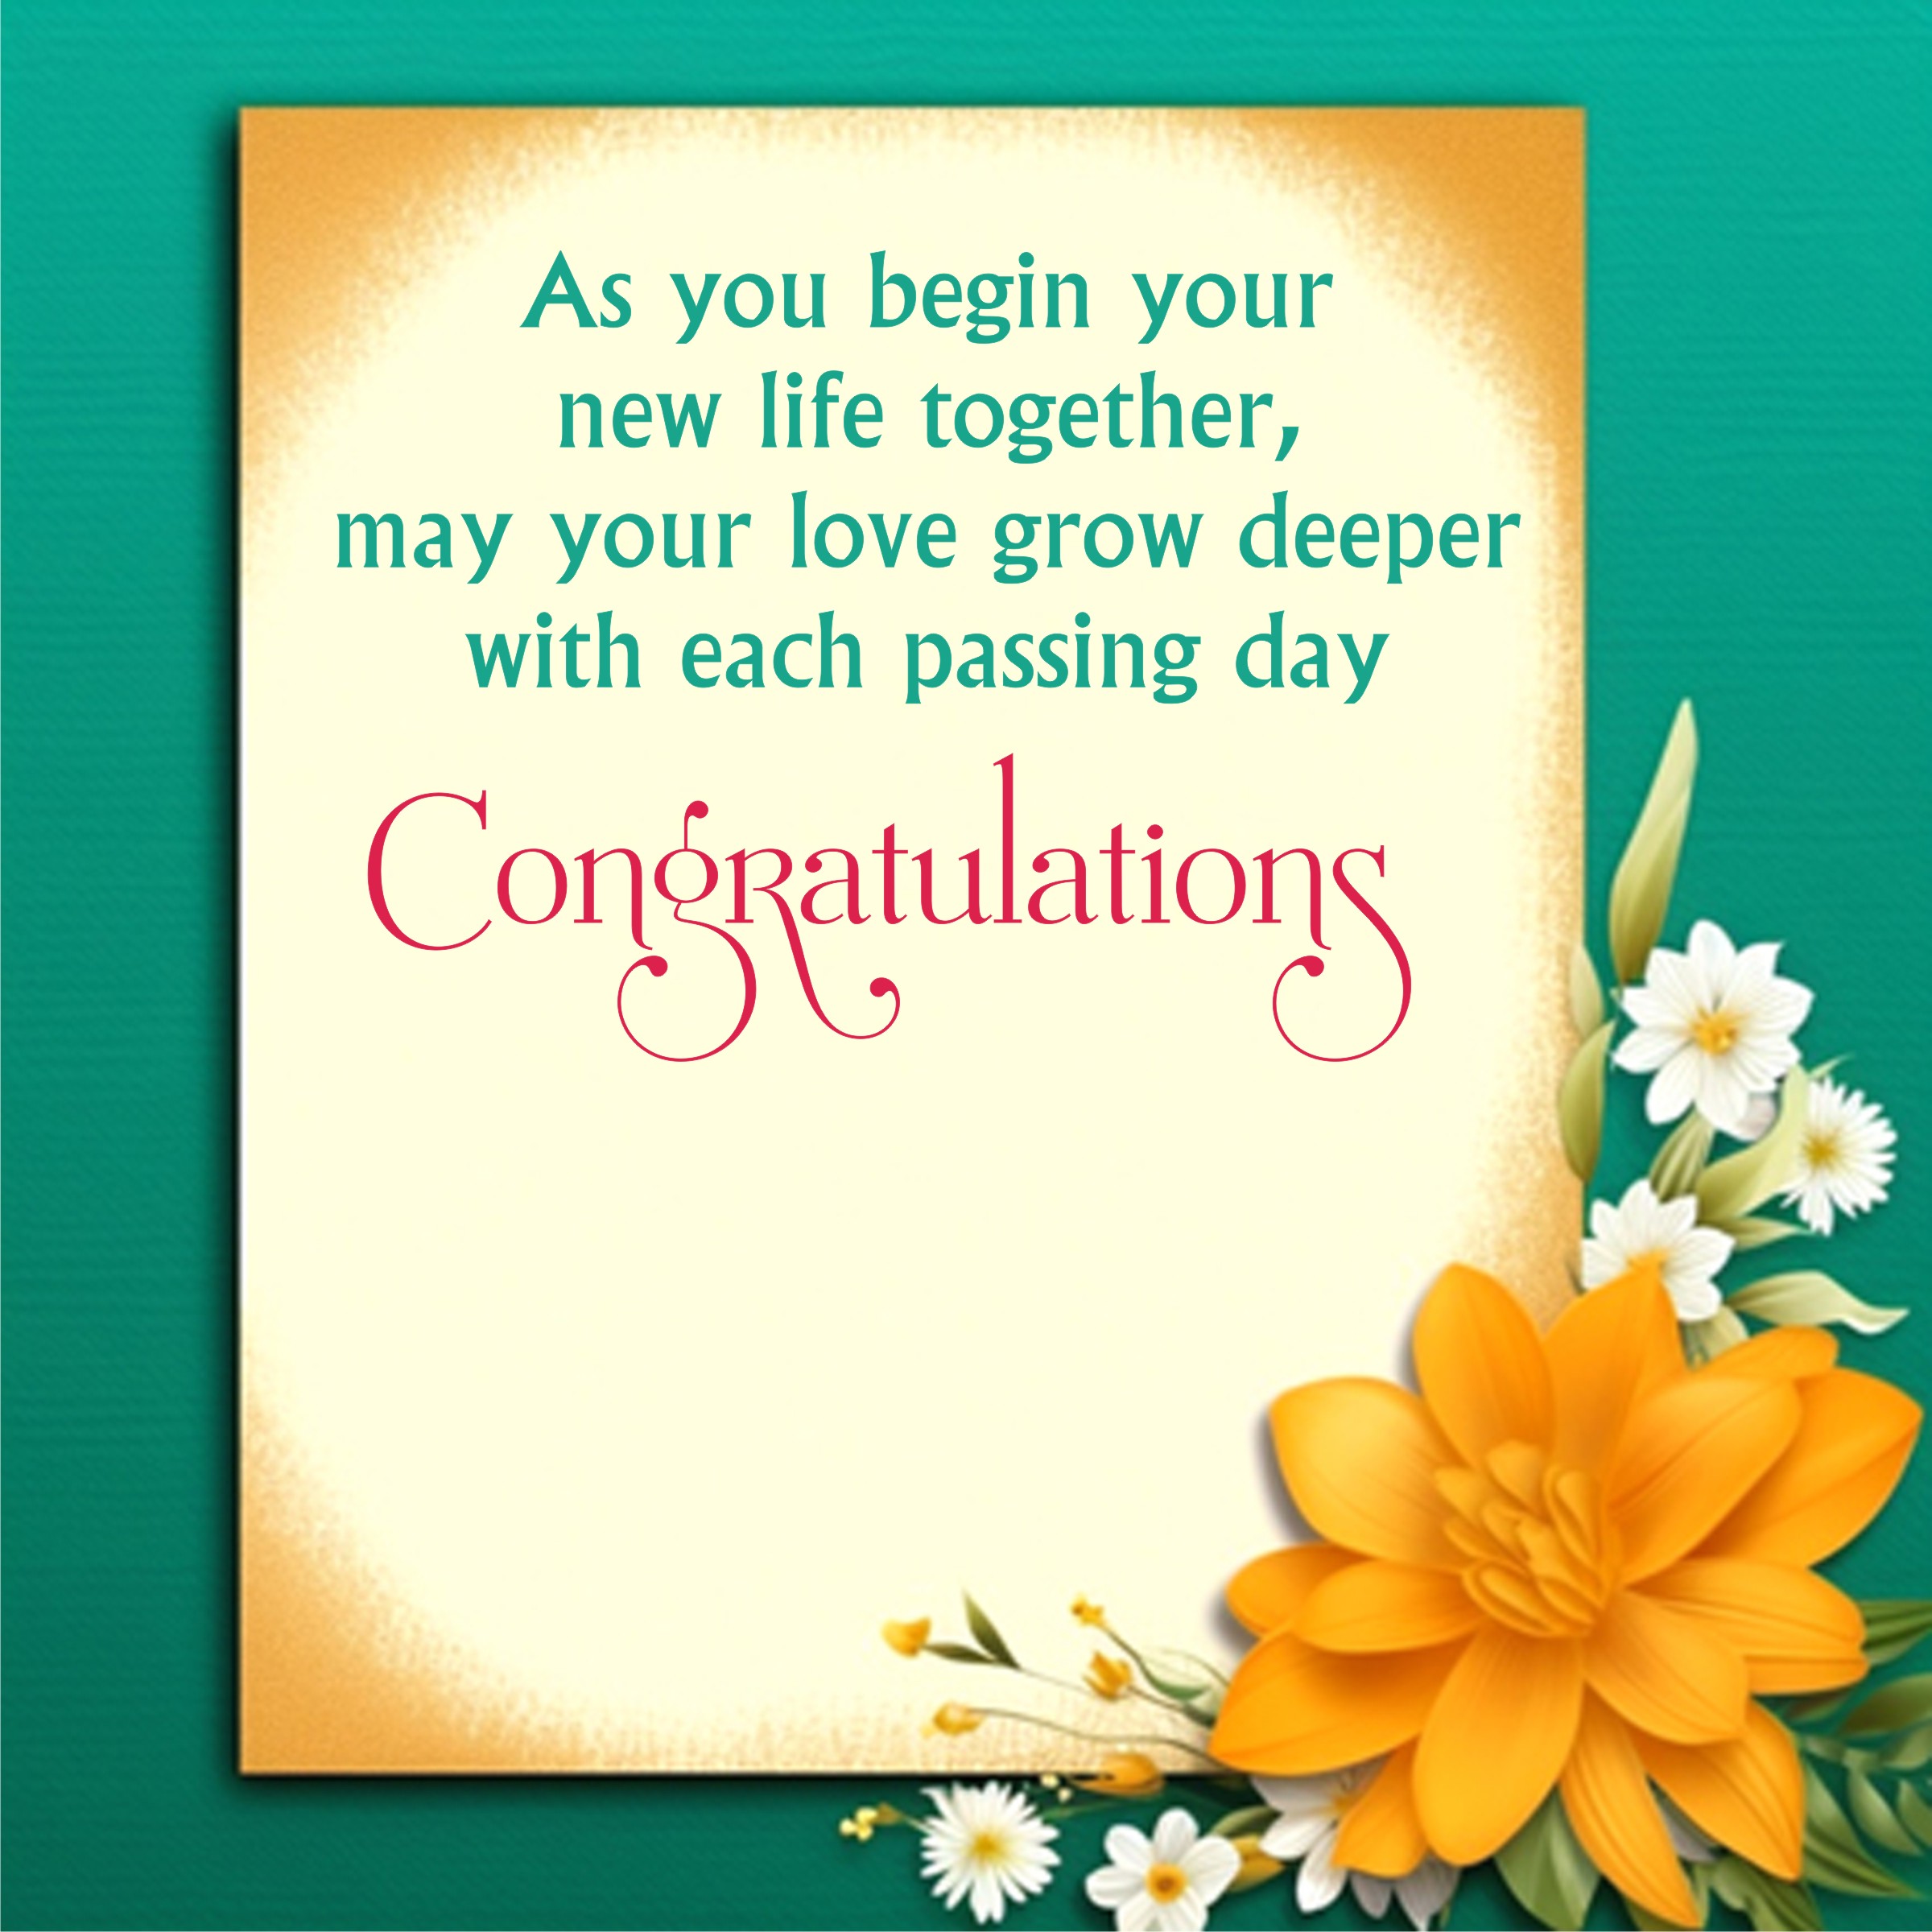 As you begin your
new life together,
may your love grow deeper
with each passing day
Congratulations